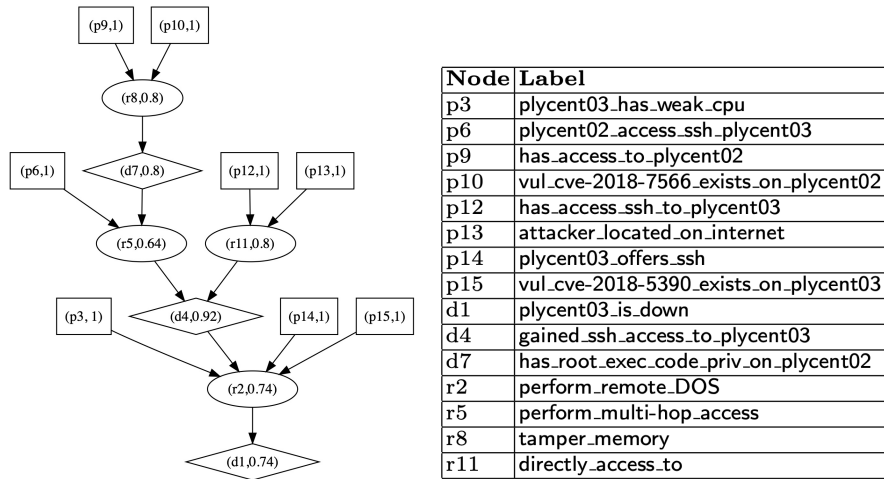 (p9,1) (p10,1)
(r8,0.8)
(p6,1) (d7,0.8) (p12,1) (p13,1)
(r5,0.64) (r11,0.8)
(p3, 1) (d4,0.92) (p14,1) (p15,1)
(r2,0.74)
(d1,0.74)
Node Label
p3 plycent03_has_weak_cpu
p6 plycent02_access_ssh_plycent03
p9 has_access_to_plycent02
p10 vul_cve-2018-7566_exists_on_plycent02
p12 has_access_ssh_to_plycent03
p13 attacker_located_on_internet
p14 plycent03_offers_ssh
p15 vul_cve-2018-5390_exists_on_plycent03
d1 plycent03_is_down
d4 gained_ssh_access_to_plycent03
d7 has_root_exec_code_priv_on_plycent02
r2 perform_remote_DOS
r5 perform_multi-hop_access
r8 tamper_memory
r11 directly_access_to